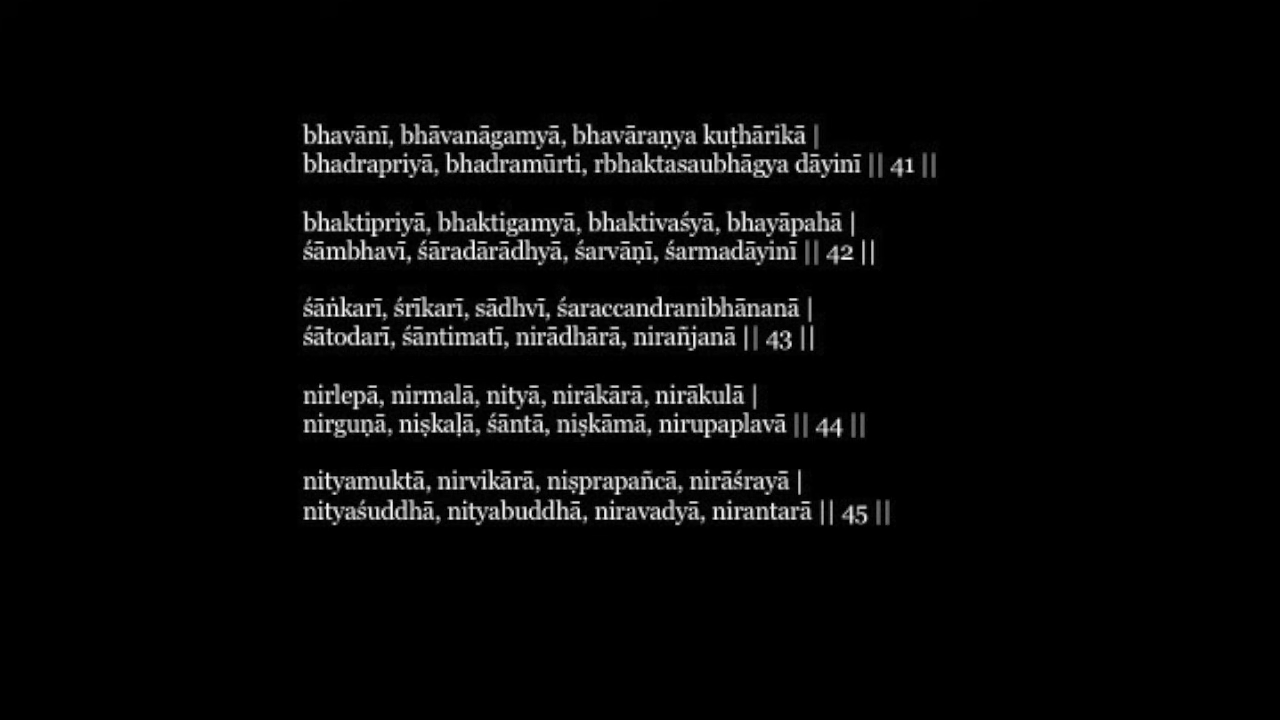 bhavānī, bhāvanāgamyā, bhavāraṇya kuṭhārikā |
bhadrapriyā, bhadramūrti, rbhaktasaubhāgya dāyinī || 41 ||
bhaktipriyā, bhaktigamyā, bhaktivaśyā, bhayāpahā |
śāmbhavī, śāradārādhyā, śarvāṇī, śarmadāyinī || 42 ||
śāṅkarī, śrīkarī, sādhvī, śaraccandranibhānanā |
śātodarī, śāntimatī, nirādhārā, nirañjanā || 43 ||
nirlepā, nirmalā, nityā, nirākārā, nirākulā |
nirguṇā, niṣkaḷā, śāntā, niṣkāmā, nirupaplavā || 44 ||
nityamuktā, nirvikārā, niṣprapañcā, nirāśrayā |
nityaśuddhā, nityabuddhā, niravadyā, nirantarā || 45 ||